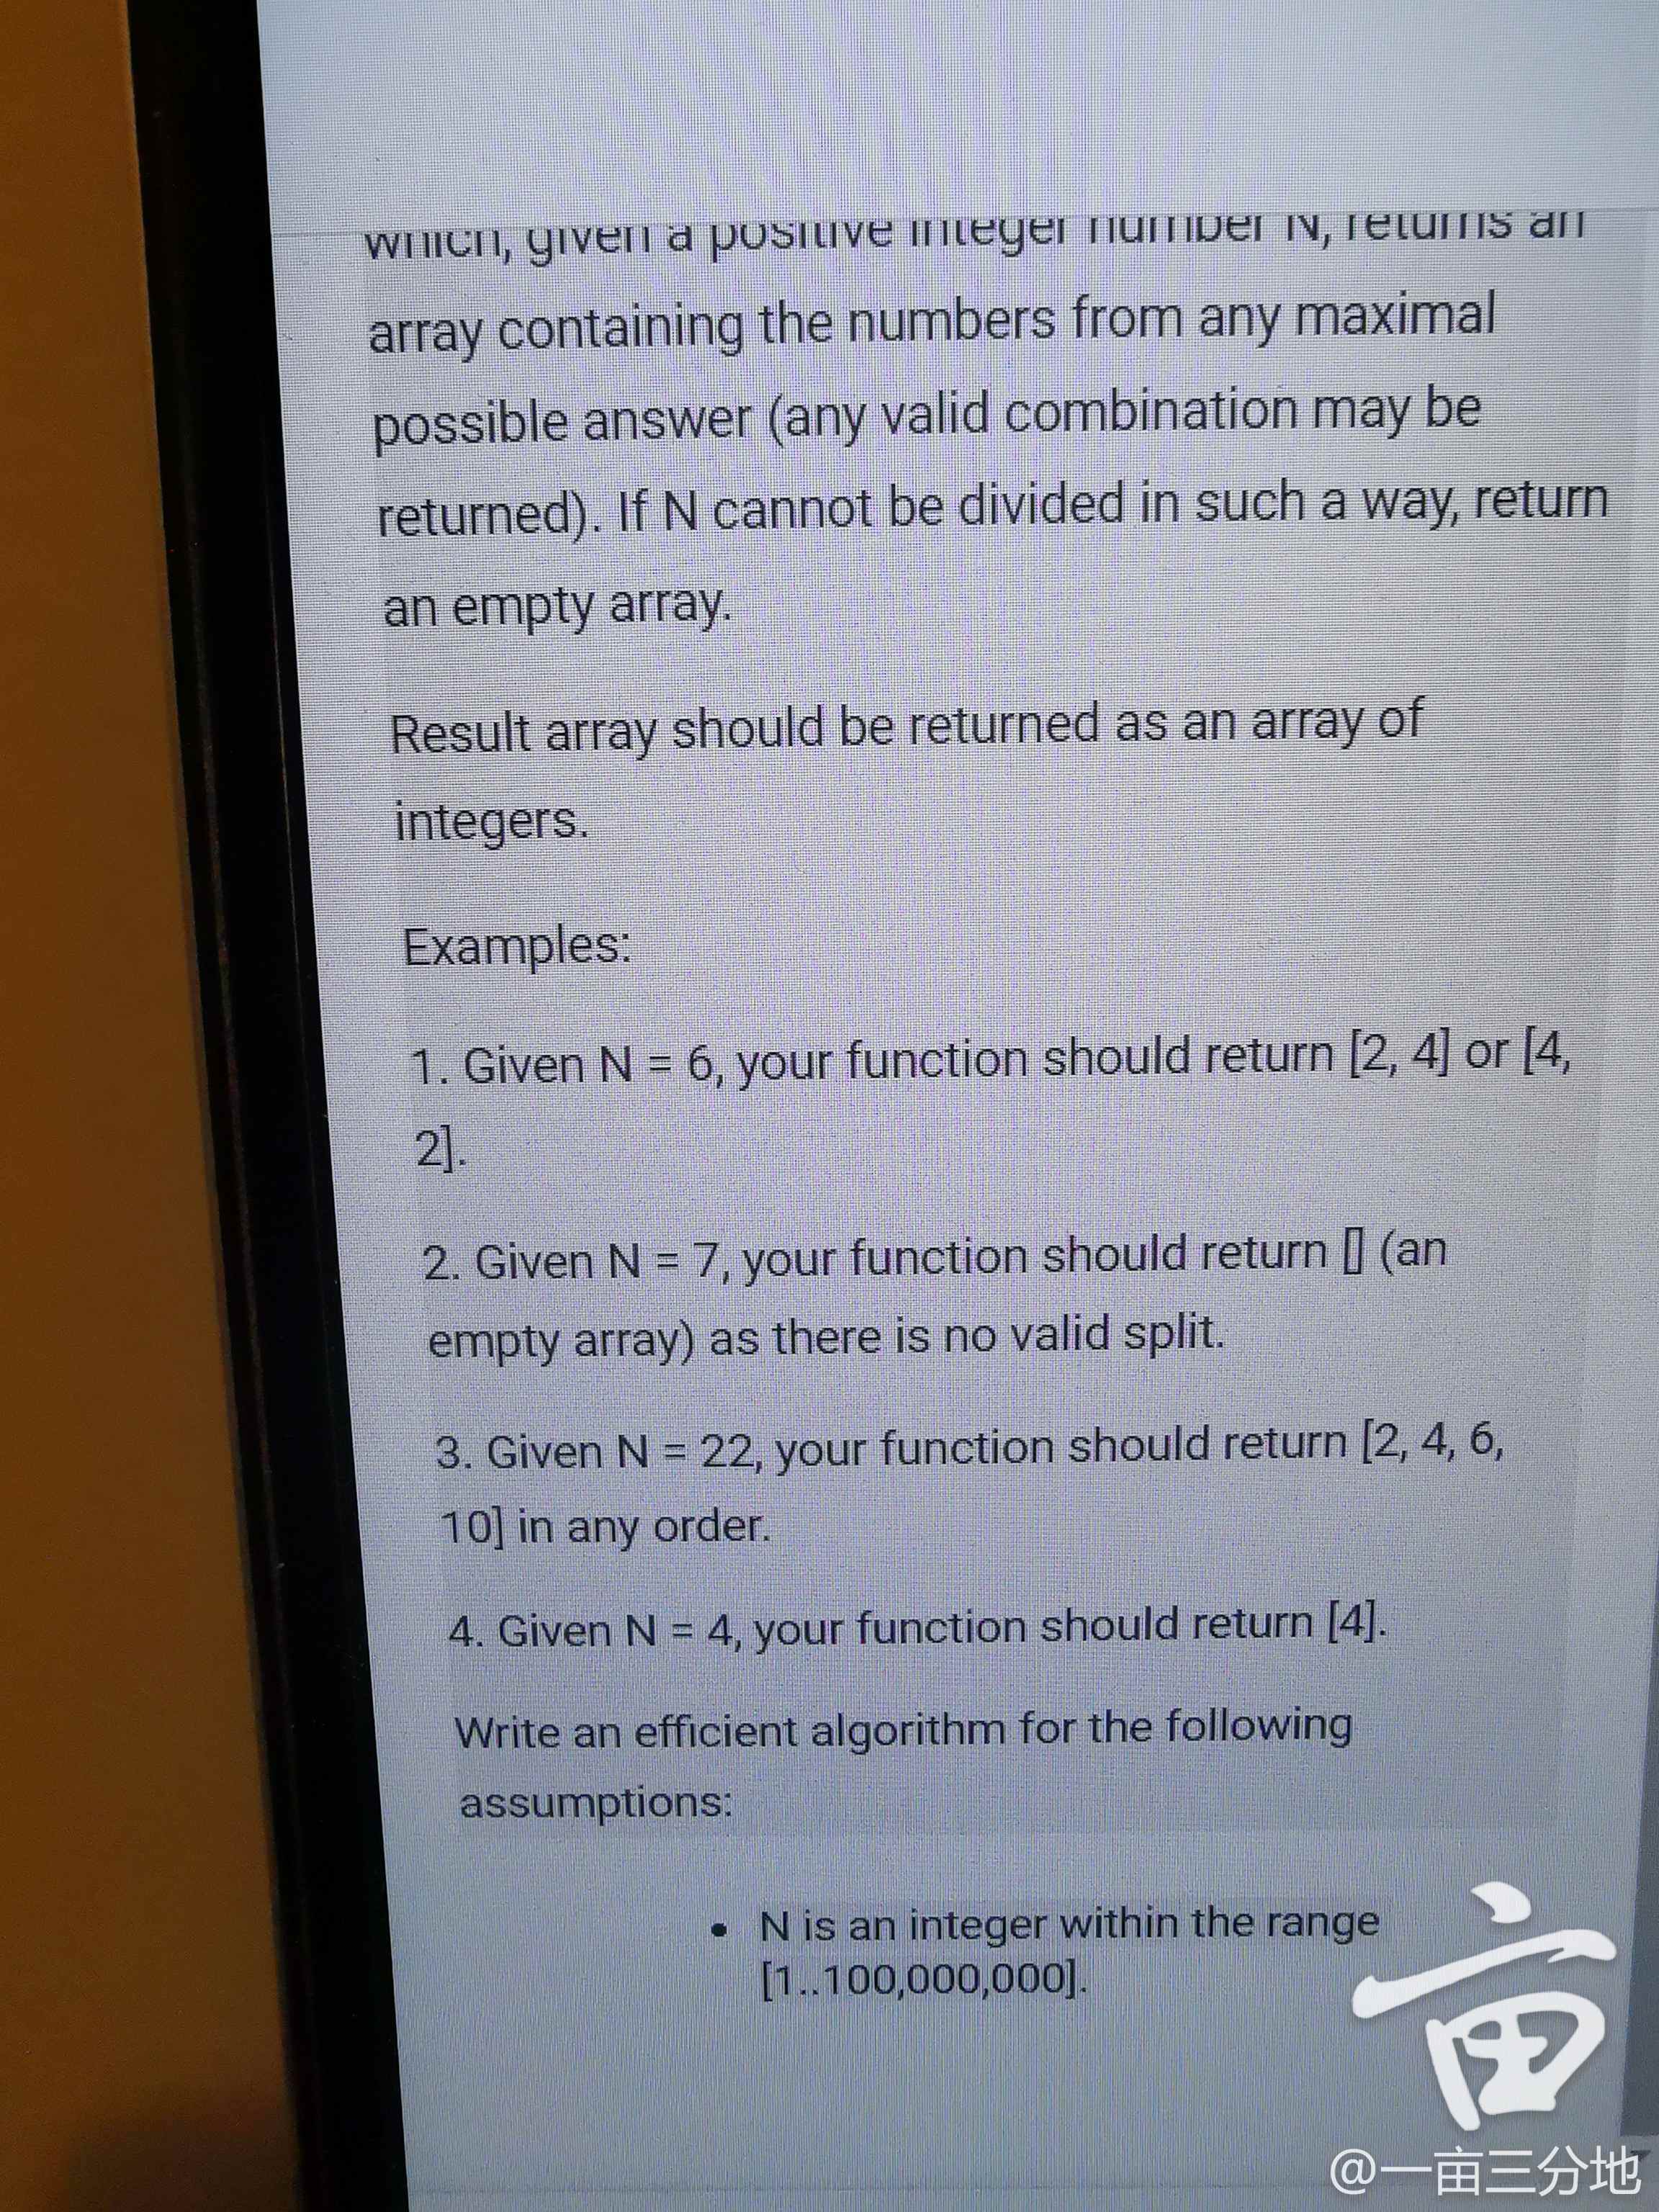 which, given a positive integer number N, returns an
array containing the numbers from any maximal
possible answer (any valid combination may be
returned). If N cannot be divided in such a way, return
an empty array.
Result array should be returned as an array of
integers.
Examples:
1. Given N = 6, your function should return [2, 4] or [4,
2].
2. Given N = 7, your function should return [] (an
empty array) as there is no valid split.
3. Given N = 22, your function should return [2, 4, 6,
10] in any order.
4. Given N = 4, your function should return [4].
Write an efficient algorithm for the following
assumptions:
• N is an integer within the range
[1..100,000,000].
亩
@一亩三分地